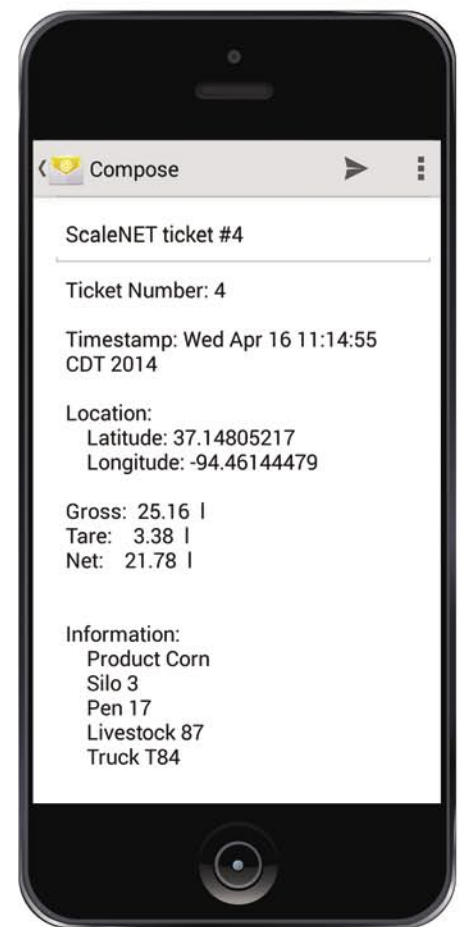 Compose
ScaleNET ticket #4
Ticket Number: 4
Timestamp: Wed Apr 16 11:14:55
CDT 2014
Location:
Latitude: 37.14805217
Longitude: -94.46144479
Gross: 25.16 l
Tare: 3.38 l
Net: 21.78 l
Information:
Product Corn
Silo 3
Pen 17
Livestock 87
Truck T84